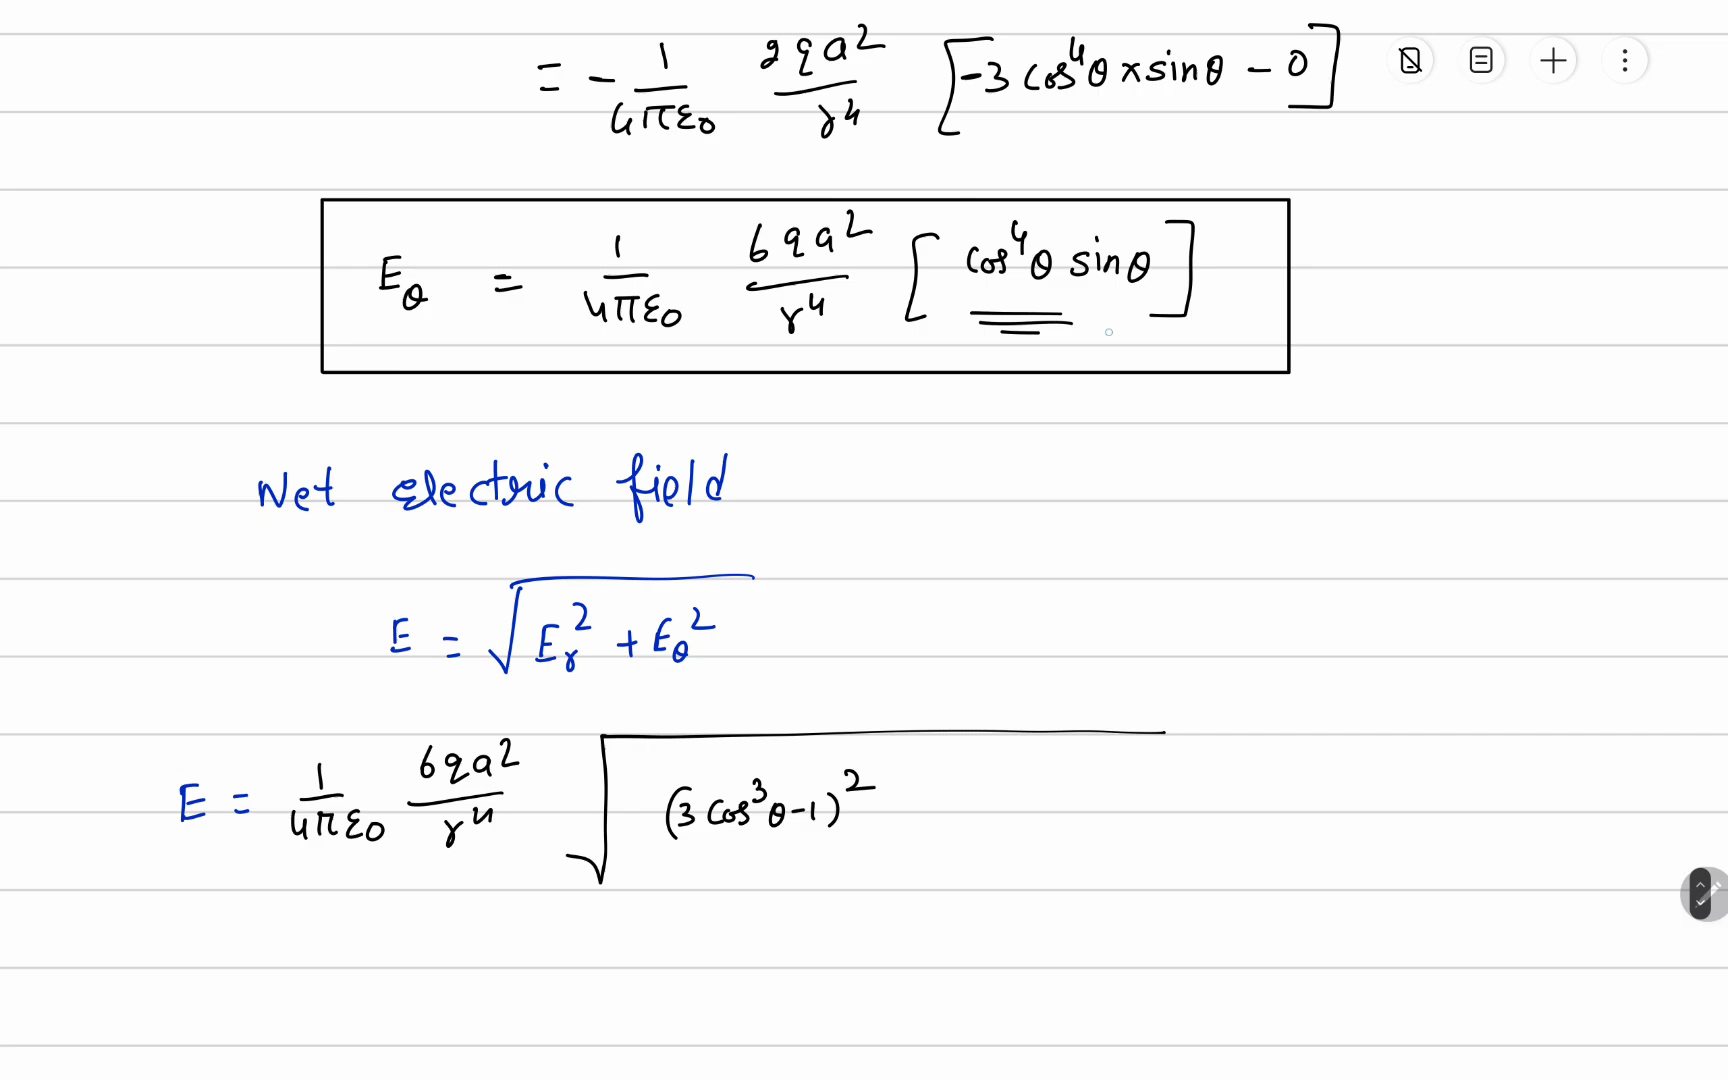 = - 1/4πε₀ 2qa²/r⁴ [-3 cos⁴θ x sinθ - 0]
E_θ = 1/4πε₀ 6qa²/r⁴ [cos⁴θ sinθ]
Net electric field
E = √(E_r² + E_θ²)
E = 1/4πε₀ 6qa²/r⁴ √((3 cos³θ-1)²)